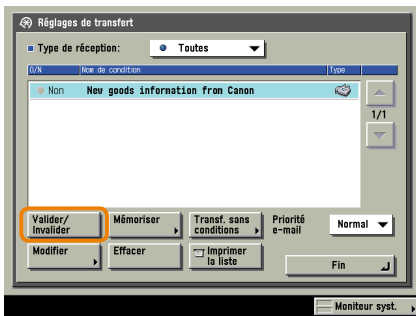 Réglages de transfert
Type de réception: Toutes
O/N Nom de condition Type
Non New goods information from Canon
1/1
Valider/
Invalider
Mémoriser
Transf. sans
conditions
Priorité
e-mail
Normal
Modifier
Effacer
Imprimer
la liste
Fin
Moniteur syst.